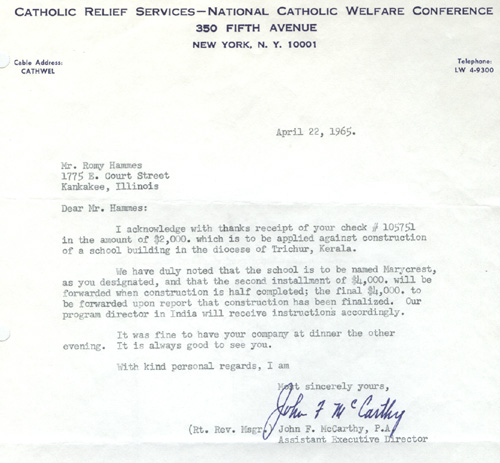 CATHOLIC RELIEF SERVICES—NATIONAL CATHOLIC WELFARE CONFERENCE
350 FIFTH AVENUE
NEW YORK, N. Y. 10001
Cable Address:
CATHWEL
Telephone:
LW 4-9300
April 22, 1965.
Mr. Romy Hammes
1775 E. Court Street
Kankakee, Illinois
Dear Mr. Hammes:
I acknowledge with thanks receipt of your check # 105751
in the amount of $2,000. which is to be applied against construction
of a school building in the diocese of Trichur, Kerala.
We have duly noted that the school is to be named Marycrest,
as you designated, and that the second installment of $4,000. will be
forwarded when construction is half completed; the final $4,000. to
be forwarded upon report that construction has been finalized. Our
program director in India will receive instructions accordingly.
It was fine to have your company at dinner the other
evening. It is always good to see you.
With kind personal regards, I am
Most sincerely yours,
John F McCarthy
(Rt. Rev. Msgr.) John F. McCarthy, P.A.
Assistant Executive Director